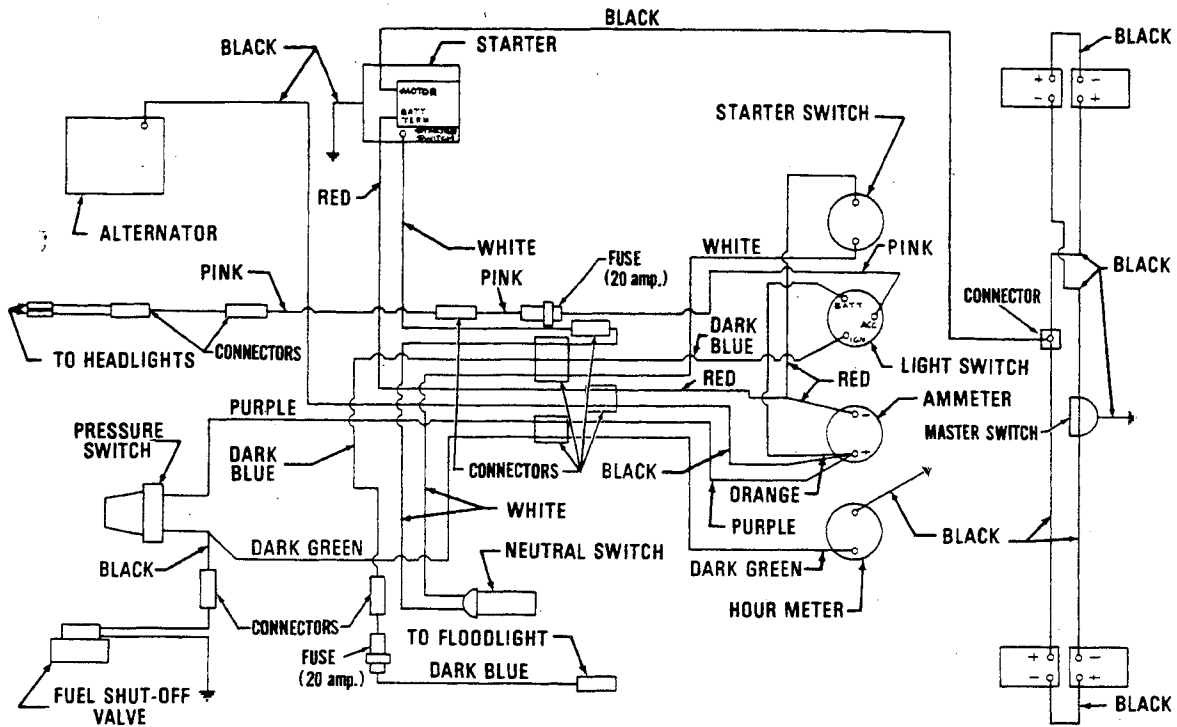 BLACK
BLACK
STARTER
BLACK
MOTOR
BATT
TERM
STARTER
SWITCH
STARTER SWITCH
RED
ALTERNATOR
WHITE
WHITE
PINK
FUSE
(20 amp.)
BLACK
PINK
PINK
BATT
ACC
IGN
CONNECTOR
DARK
BLUE
TO HEADLIGHTS
CONNECTORS
LIGHT SWITCH
RED
RED
AMMETER
PURPLE
MASTER SWITCH
PRESSURE
SWITCH
DARK
BLUE
CONNECTORS
BLACK
ORANGE
WHITE
PURPLE
BLACK
DARK GREEN
NEUTRAL SWITCH
BLACK
DARK GREEN
HOUR METER
CONNECTORS
TO FLOODLIGHT
FUSE
(20 amp.)
DARK BLUE
FUEL SHUT-OFF
VALVE
BLACK
+ -
- +
- +
+ -
+ -
- +